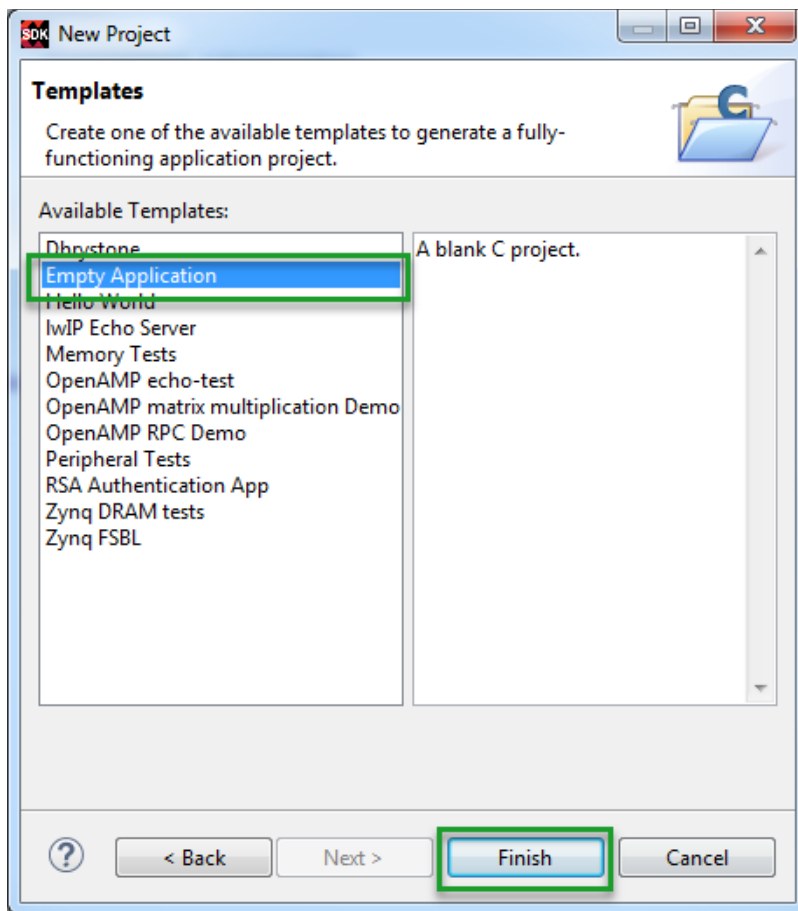 SDK New Project
Templates
Create one of the available templates to generate a fully-
functioning application project.
C
Available Templates:
Dhrystone
Empty Application
Hello World
lwIP Echo Server
Memory Tests
OpenAMP echo-test
OpenAMP matrix multiplication Demo
OpenAMP RPC Demo
Peripheral Tests
RSA Authentication App
Zynq DRAM tests
Zynq FSBL
A blank C project.
? < Back Next > Finish Cancel